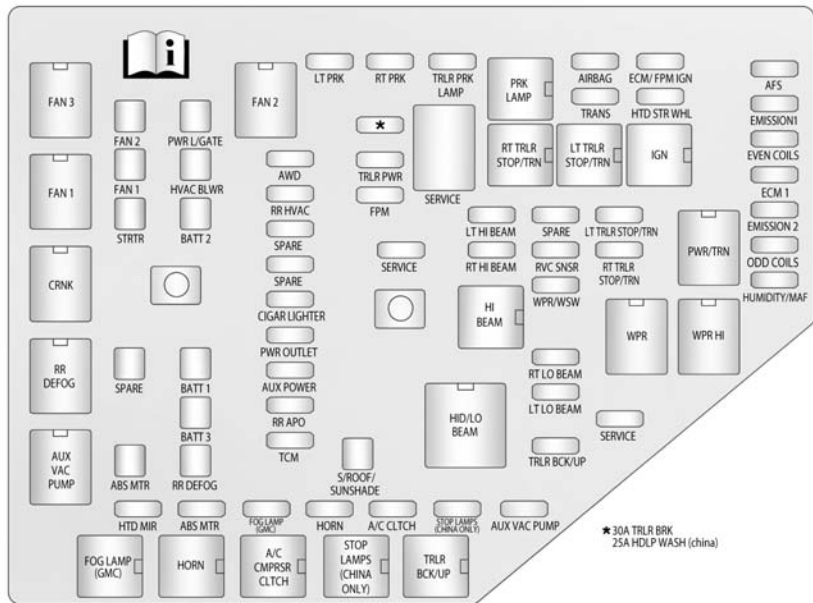 i
LT PRK
RT PRK
TRLR PRK
LAMP
PRK
LAMP
AIRBAG
ECM/ FPM IGN
AFS
FAN 3
FAN 2
TRANS
HTD STR WHL
EMISSION1
FAN 2
PWR L/GATE
*
RT TRLR
STOP/TRN
LT TRLR
STOP/TRN
IGN
EVEN COILS
FAN 1
AWD
TRLR PWR
SERVICE
ECM 1
FAN 1
HVAC BLWR
RR HVAC
FPM
EMISSION 2
STRTR
BATT 2
SPARE
LT HI BEAM
SPARE
LT TRLR STOP/TRN
PWR/TRN
ODD COILS
CRNK
SPARE
SERVICE
RT HI BEAM
RVC SNSR
RT TRLR
STOP/TRN
HUMIDITY/MAF
CIGAR LIGHTER
HI
BEAM
WPR/WSW
WPR
WPR HI
RR
DEFOG
PWR OUTLET
SPARE
BATT 1
AUX POWER
RT LO BEAM
RR APO
LT LO BEAM
BATT 3
TCM
HID/LO
BEAM
SERVICE
AUX
VAC
PUMP
ABS MTR
RR DEFOG
S/ROOF/
SUNSHADE
TRLR BCK/UP
HTD MIR
ABS MTR
FOG LAMP
(GMC)
HORN
A/C CLTCH
STOP LAMPS
(CHINA ONLY)
AUX VAC PUMP
* 30A TRLR BRK
25A HDLP WASH (china)
FOG LAMP
(GMC)
HORN
A/C
CMPRSR
CLTCH
STOP
LAMPS
(CHINA
ONLY)
TRLR
BCK/UP